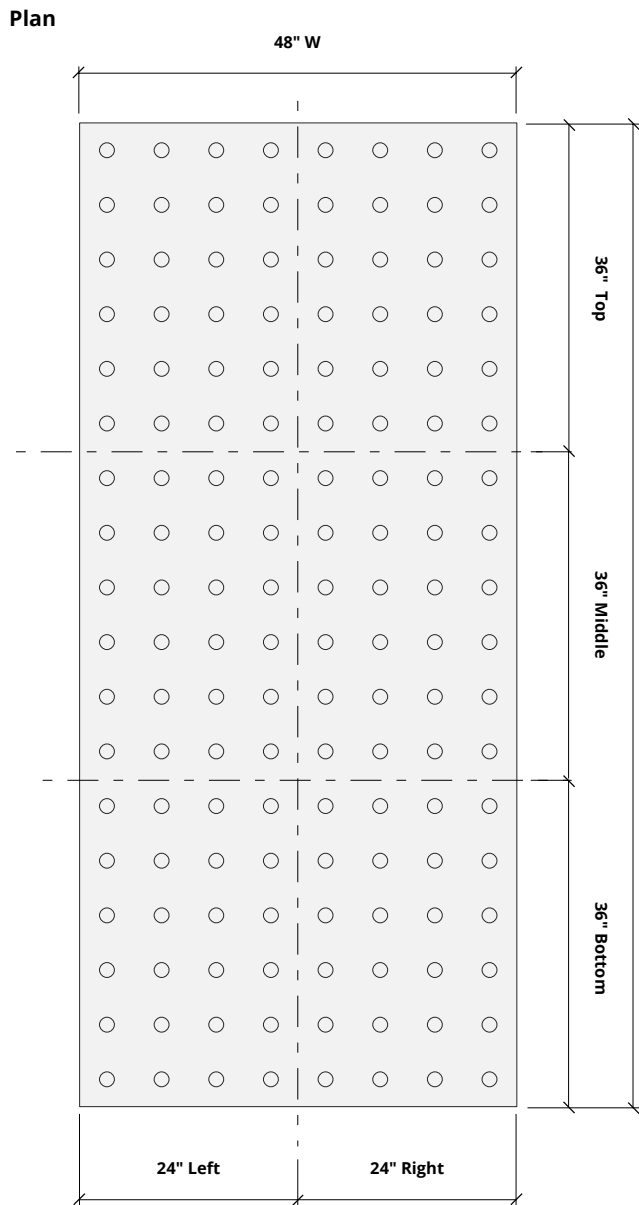 Plan
48" W
36" Top
36" Middle
36" Bottom
24" Left
24" Right